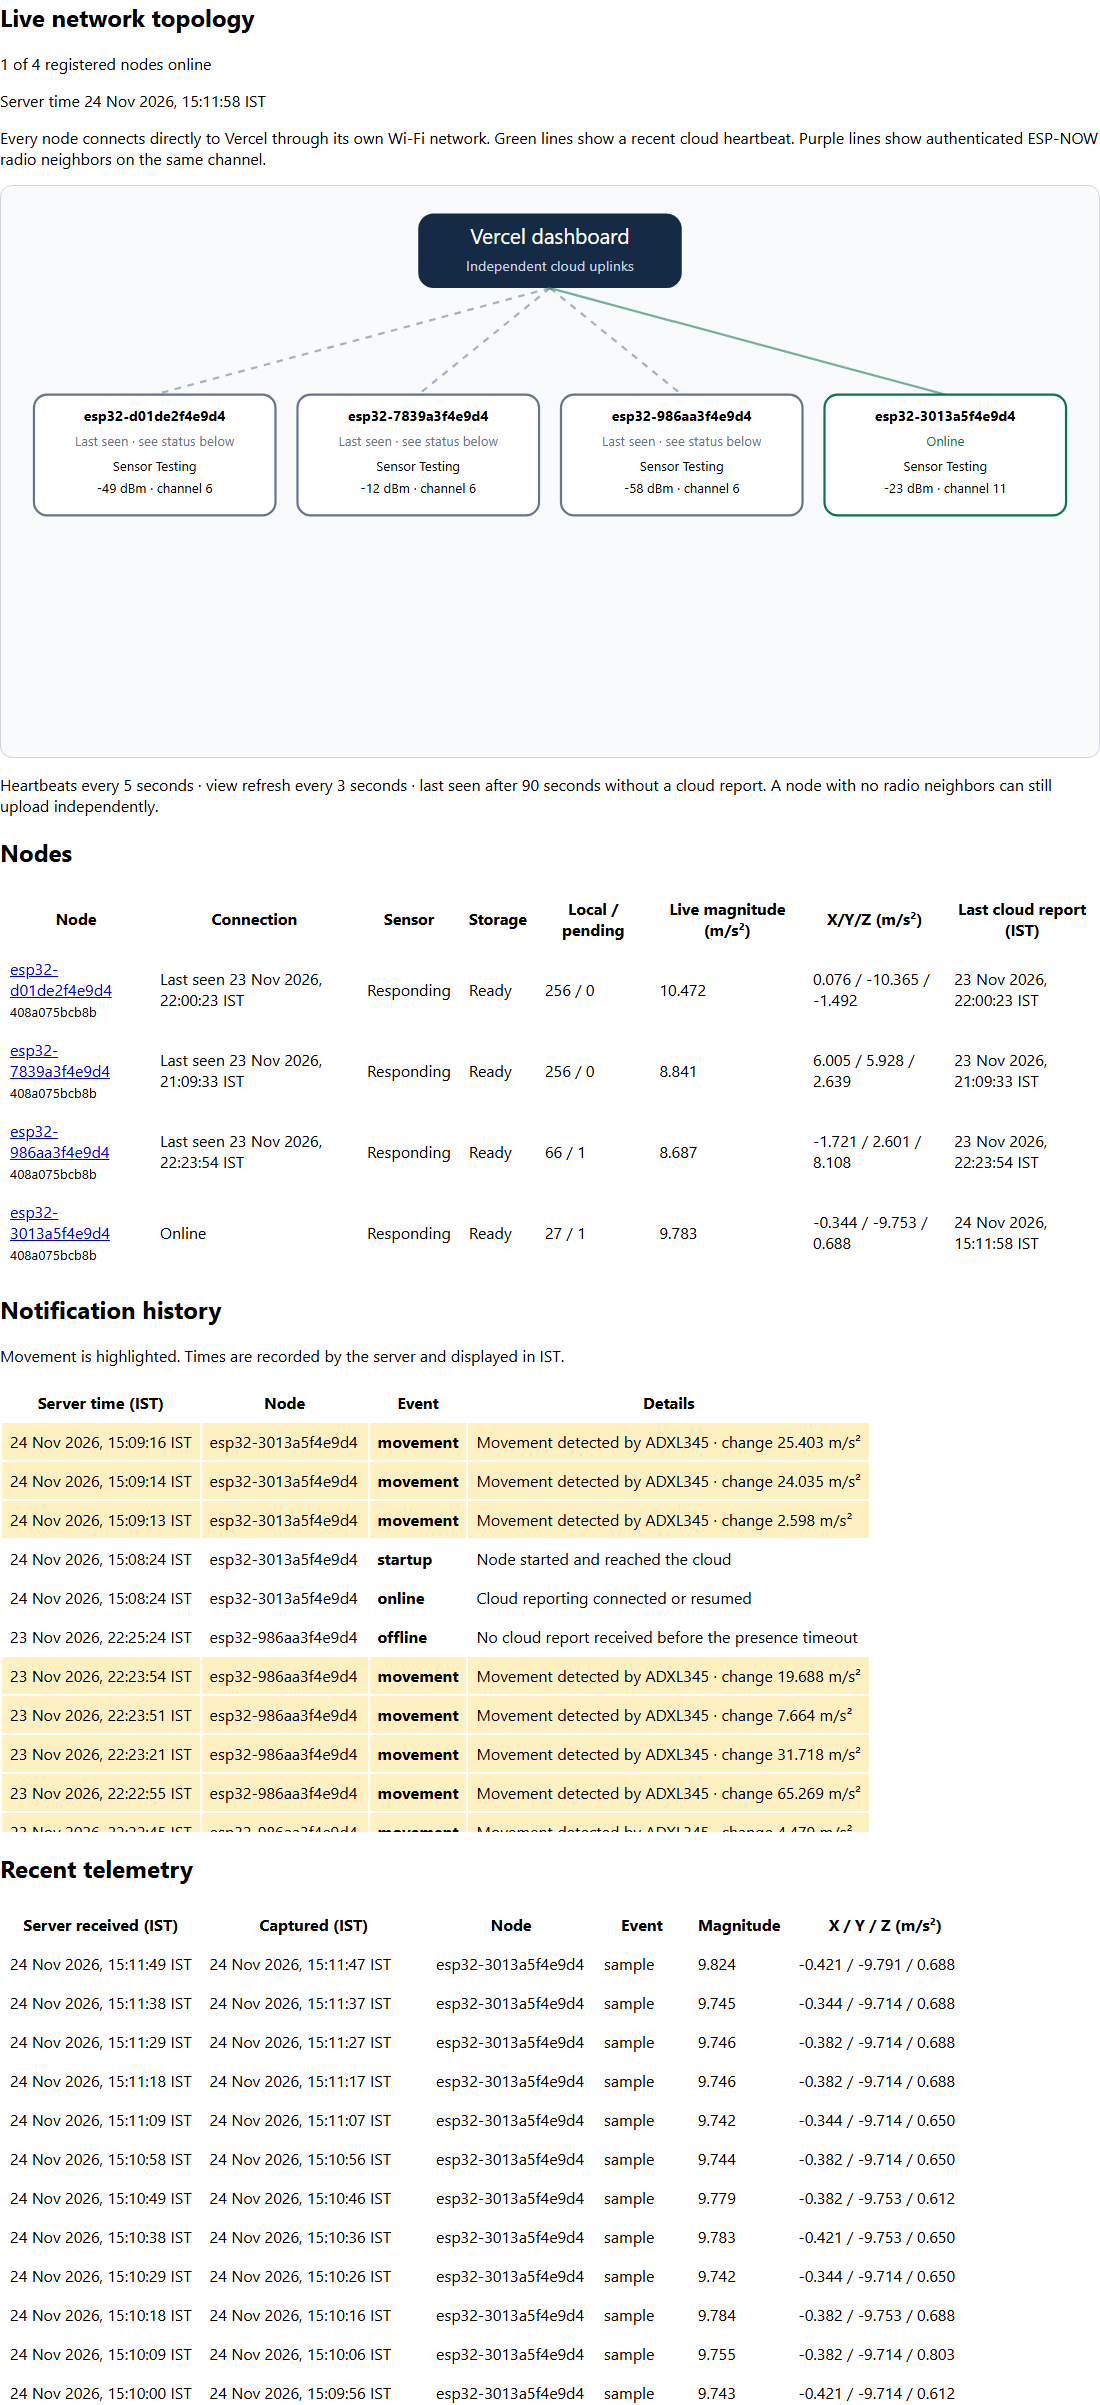 Live network topology
1 of 4 registered nodes online
Server time 24 Nov 2026, 15:11:58 IST
Every node connects directly to Vercel through its own Wi-Fi network. Green lines show a recent cloud heartbeat. Purple lines show authenticated ESP-NOW
radio neighbors on the same channel.
Vercel dashboard
Independent cloud uplinks
esp32-d01de2f4e9d4
Last seen · see status below
Sensor Testing
-49 dBm · channel 6
esp32-7839a3f4e9d4
Last seen · see status below
Sensor Testing
-12 dBm · channel 6
esp32-986aa3f4e9d4
Last seen · see status below
Sensor Testing
-58 dBm · channel 6
esp32-3013a5f4e9d4
Online
Sensor Testing
-23 dBm · channel 11
Heartbeats every 5 seconds · view refresh every 3 seconds · last seen after 90 seconds without a cloud report. A node with no radio neighbors can still
upload independently.
Nodes
Node Connection Sensor Storage Local / pending Live magnitude (m/s²) X/Y/Z (m/s²) Last cloud report (IST)
esp32-d01de2f4e9d4 408a075bcb8b Last seen 23 Nov 2026, 22:00:23 IST Responding Ready 256 / 0 10.472 0.076 / -10.365 / -1.492 23 Nov 2026, 22:00:23 IST
esp32-7839a3f4e9d4 408a075bcb8b Last seen 23 Nov 2026, 21:09:33 IST Responding Ready 256 / 0 8.841 6.005 / 5.928 / 2.639 23 Nov 2026, 21:09:33 IST
esp32-986aa3f4e9d4 408a075bcb8b Last seen 23 Nov 2026, 22:23:54 IST Responding Ready 66 / 1 8.687 -1.721 / 2.601 / 8.108 23 Nov 2026, 22:23:54 IST
esp32-3013a5f4e9d4 408a075bcb8b Online Responding Ready 27 / 1 9.783 -0.344 / -9.753 / 0.688 24 Nov 2026, 15:11:58 IST
Notification history
Movement is highlighted. Times are recorded by the server and displayed in IST.
Server time (IST) Node Event Details
24 Nov 2026, 15:09:16 IST esp32-3013a5f4e9d4 movement Movement detected by ADXL345 · change 25.403 m/s²
24 Nov 2026, 15:09:14 IST esp32-3013a5f4e9d4 movement Movement detected by ADXL345 · change 24.035 m/s²
24 Nov 2026, 15:09:13 IST esp32-3013a5f4e9d4 movement Movement detected by ADXL345 · change 2.598 m/s²
24 Nov 2026, 15:08:24 IST esp32-3013a5f4e9d4 startup Node started and reached the cloud
24 Nov 2026, 15:08:24 IST esp32-3013a5f4e9d4 online Cloud reporting connected or resumed
23 Nov 2026, 22:25:24 IST esp32-986aa3f4e9d4 offline No cloud report received before the presence timeout
23 Nov 2026, 22:23:54 IST esp32-986aa3f4e9d4 movement Movement detected by ADXL345 · change 19.688 m/s²
23 Nov 2026, 22:23:51 IST esp32-986aa3f4e9d4 movement Movement detected by ADXL345 · change 7.664 m/s²
23 Nov 2026, 22:23:21 IST esp32-986aa3f4e9d4 movement Movement detected by ADXL345 · change 31.718 m/s²
23 Nov 2026, 22:22:55 IST esp32-986aa3f4e9d4 movement Movement detected by ADXL345 · change 65.269 m/s²
Recent telemetry
Server received (IST) Captured (IST) Node Event Magnitude X / Y / Z (m/s²)
24 Nov 2026, 15:11:49 IST 24 Nov 2026, 15:11:47 IST esp32-3013a5f4e9d4 sample 9.824 -0.421 / -9.791 / 0.688
24 Nov 2026, 15:11:38 IST 24 Nov 2026, 15:11:37 IST esp32-3013a5f4e9d4 sample 9.745 -0.344 / -9.714 / 0.688
24 Nov 2026, 15:11:29 IST 24 Nov 2026, 15:11:27 IST esp32-3013a5f4e9d4 sample 9.746 -0.382 / -9.714 / 0.688
24 Nov 2026, 15:11:18 IST 24 Nov 2026, 15:11:17 IST esp32-3013a5f4e9d4 sample 9.746 -0.382 / -9.714 / 0.688
24 Nov 2026, 15:11:09 IST 24 Nov 2026, 15:11:07 IST esp32-3013a5f4e9d4 sample 9.742 -0.344 / -9.714 / 0.650
24 Nov 2026, 15:10:58 IST 24 Nov 2026, 15:10:56 IST esp32-3013a5f4e9d4 sample 9.744 -0.382 / -9.714 / 0.650
24 Nov 2026, 15:10:49 IST 24 Nov 2026, 15:10:46 IST esp32-3013a5f4e9d4 sample 9.779 -0.382 / -9.753 / 0.612
24 Nov 2026, 15:10:38 IST 24 Nov 2026, 15:10:36 IST esp32-3013a5f4e9d4 sample 9.783 -0.421 / -9.753 / 0.650
24 Nov 2026, 15:10:29 IST 24 Nov 2026, 15:10:26 IST esp32-3013a5f4e9d4 sample 9.742 -0.344 / -9.714 / 0.650
24 Nov 2026, 15:10:18 IST 24 Nov 2026, 15:10:16 IST esp32-3013a5f4e9d4 sample 9.784 -0.382 / -9.753 / 0.688
24 Nov 2026, 15:10:09 IST 24 Nov 2026, 15:10:06 IST esp32-3013a5f4e9d4 sample 9.755 -0.382 / -9.714 / 0.803
24 Nov 2026, 15:10:00 IST 24 Nov 2026, 15:09:56 IST esp32-3013a5f4e9d4 sample 9.743 -0.421 / -9.714 / 0.612